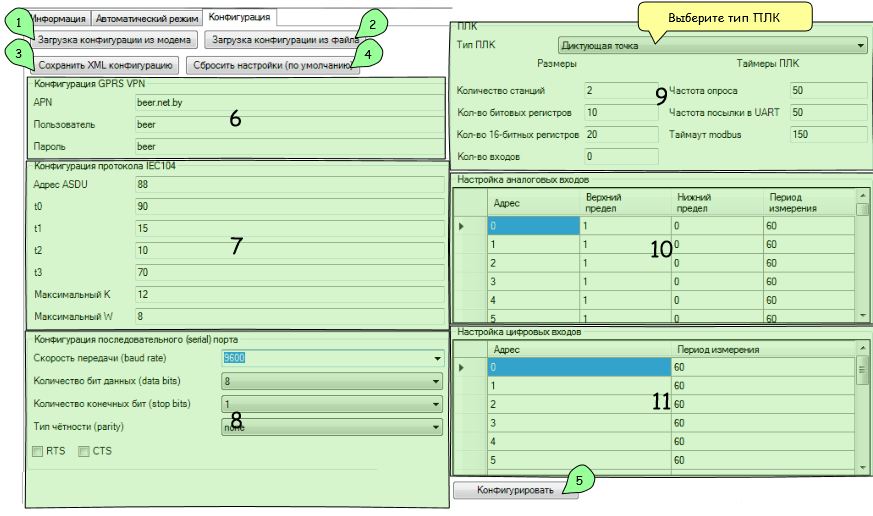 Информация Автоматический режим Конфигурация
1 Загрузка конфигурации из модема Загрузка конфигурации из файла 2
3 Сохранить XML конфигурацию Сбросить настройки (по умолчанию) 4
Конфигурация GPRS VPN
APN beer.net.by
Пользователь beer
Пароль beer
6
Конфигурация протокола IEC104
Адрес ASDU 88
t0 90
t1 15
t2 10
t3 70
Максимальный K 12
Максимальный W 8
7
Конфигурация последовательного (serial) порта
Скорость передачи (baud rate) 9600
Количество бит данных (data bits) 8
Количество конечных бит (stop bits) 1
Тип чётности (parity) none
RTS CTS
8
Выберите тип ПЛК
ПЛК
Тип ПЛК Диктующая точка
Размеры Таймеры ПЛК
Количество станций 2 Частота опроса 50
Кол-во битовых регистров 10 Частота посылки в UART 50
Кол-во 16-битных регистров 20 Таймаут modbus 150
Кол-во входов 0
9
Настройка аналоговых входов
Адрес Верхний предел Нижний предел Период измерения
0 1 0 60
1 1 0 60
2 1 0 60
3 1 0 60
4 1 0 60
5 1 0 60
10
Настройка цифровых входов
Адрес Период измерения
0 60
1 60
2 60
3 60
4 60
5 60
11
Конфигурировать 5